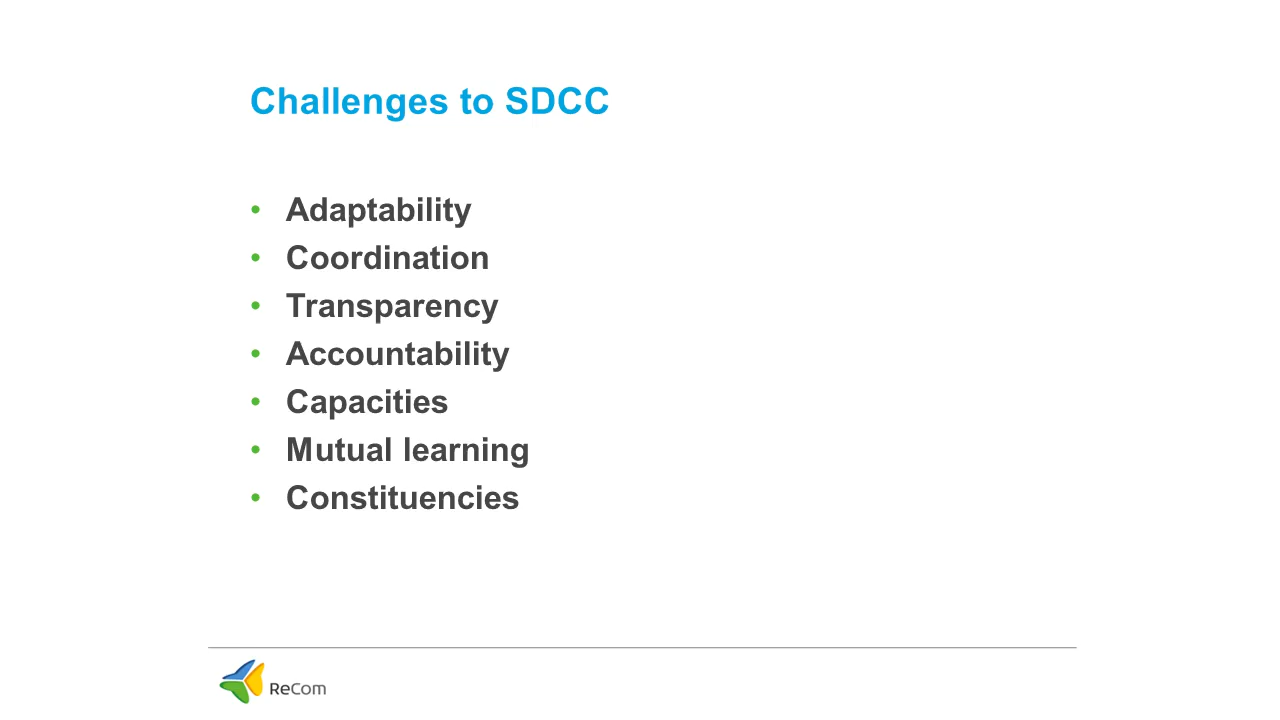 Challenges to SDCC
• Adaptability
• Coordination
• Transparency
• Accountability
• Capacities
• Mutual learning
• Constituencies
ReCom